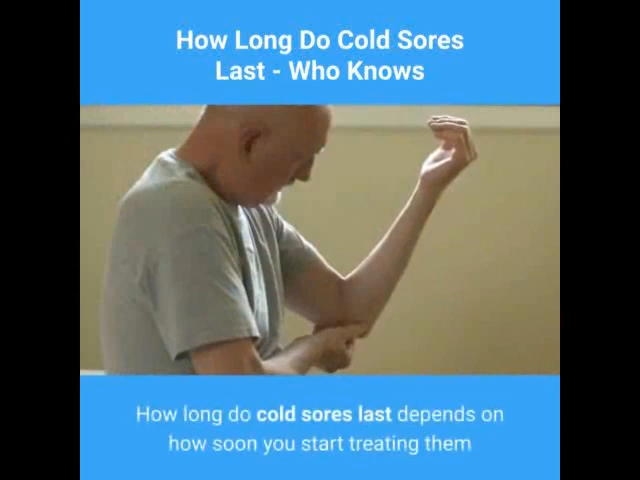 How Long Do Cold Sores
Last - Who Knows
How long do cold sores last depends on
how soon you start treating them